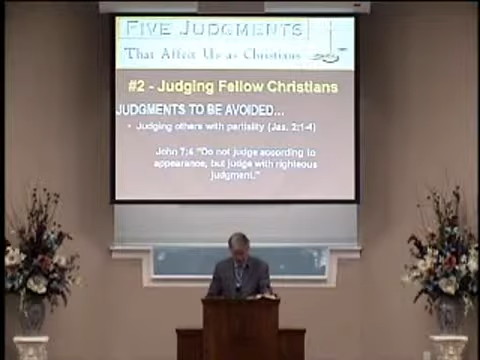 FIVE JUDGMENTS
That Affect Us as Christians
#2 - Judging Fellow Christians
JUDGMENTS TO BE AVOIDED...
• Judging others with partiality (Jas. 2:1-4)
John 7:4 "Do not judge according to
appearance, but judge with righteous
judgment."